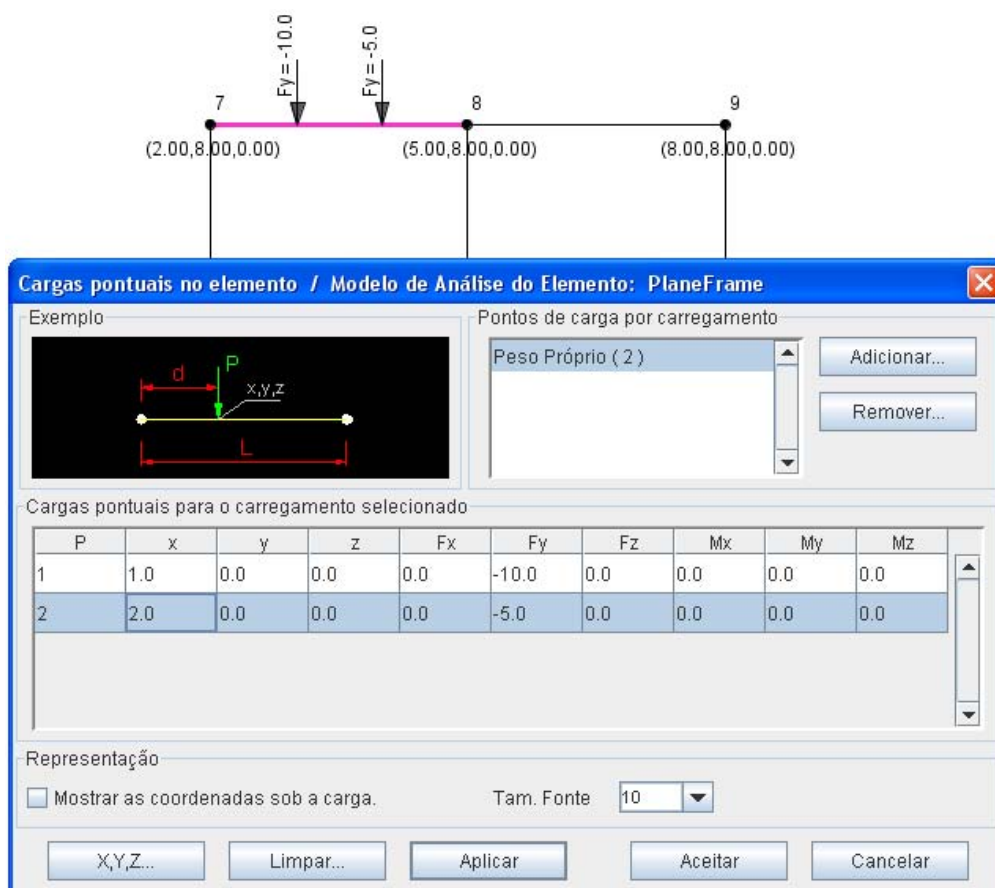 Fy = -10.0
Fy = -5.0
7
8
9
(2.00,8.00,0.00)
(5.00,8.00,0.00)
(8.00,8.00,0.00)
Cargas pontuais no elemento / Modelo de Análise do Elemento: PlaneFrame
Exemplo
d
P
x,y,z
L
Pontos de carga por carregamento
Peso Próprio ( 2 )
Adicionar...
Remover...
Cargas pontuais para o carregamento selecionado
P x y z Fx Fy Fz Mx My Mz
1 1.0 0.0 0.0 0.0 -10.0 0.0 0.0 0.0 0.0
2 2.0 0.0 0.0 0.0 -5.0 0.0 0.0 0.0 0.0
Representação
Mostrar as coordenadas sob a carga.
Tam. Fonte 10
X,Y,Z... Limpar... Aplicar Aceitar Cancelar